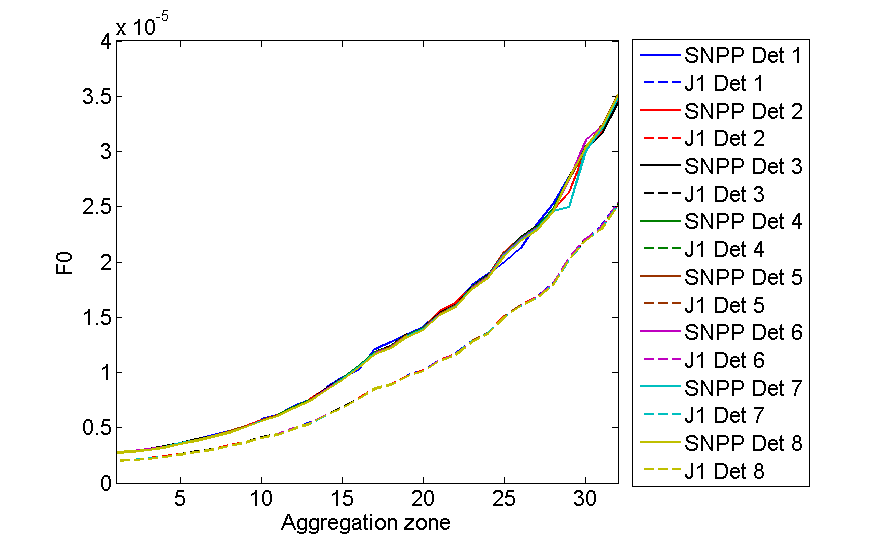 x 10-5
4
3.5
3
2.5
2
1.5
1
0.5
0
F0
5
10
15
20
25
30
Aggregation zone
SNPP Det 1
J1 Det 1
SNPP Det 2
J1 Det 2
SNPP Det 3
J1 Det 3
SNPP Det 4
J1 Det 4
SNPP Det 5
J1 Det 5
SNPP Det 6
J1 Det 6
SNPP Det 7
J1 Det 7
SNPP Det 8
J1 Det 8